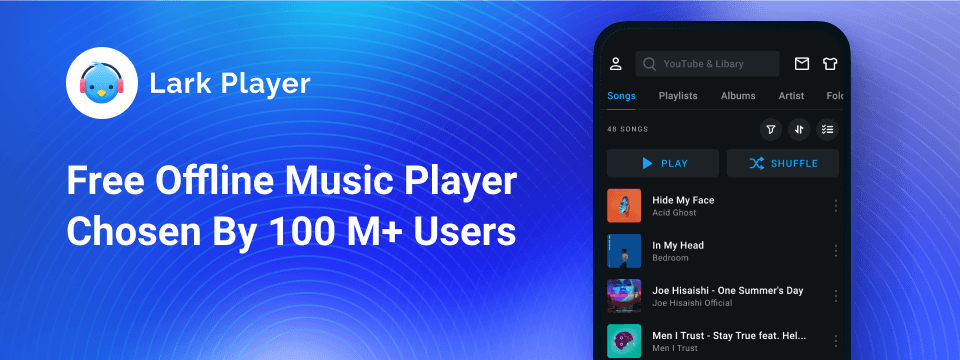 Lark Player
Free Offline Music Player
Chosen By 100 M+ Users
YouTube & Libary
Songs Playlists Albums Artist Fol
48 SONGS
PLAY SHUFFLE
Hide My Face
Acid Ghost
In My Head
Bedroom
Joe Hisaishi - One Summer's Day
Joe Hisaishi Official
Men I Trust - Stay True feat. Hel...
Men I Trust